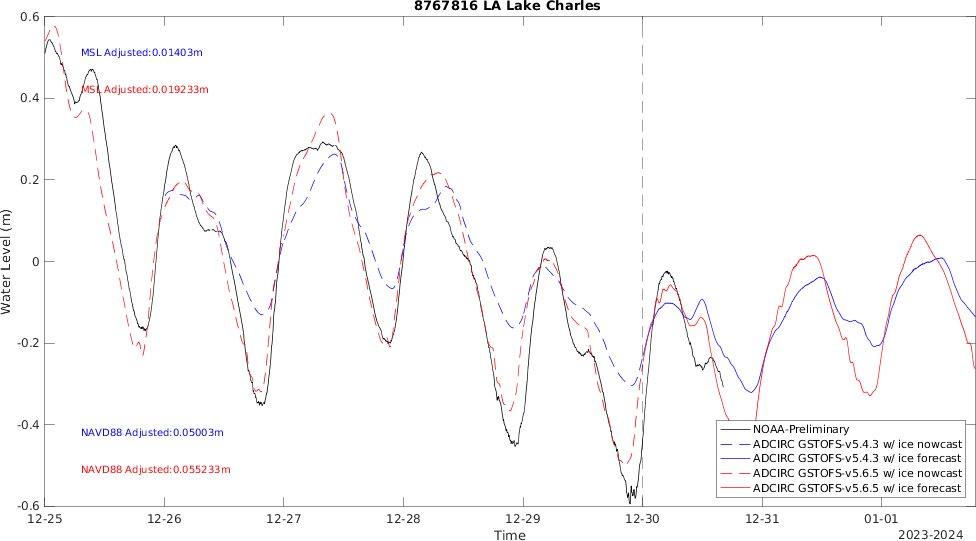 8767816 LA Lake Charles
0.6
0.4
0.2
0
-0.2
-0.4
-0.6
Water Level (m)
MSL Adjusted:0.01403m
MSL Adjusted:0.019233m
NAVD88 Adjusted:0.05003m
NAVD88 Adjusted:0.055233m
NOAA-Preliminary
ADCIRC GSTOFS-v5.4.3 w/ ice nowcast
ADCIRC GSTOFS-v5.4.3 w/ ice forecast
ADCIRC GSTOFS-v5.6.5 w/ ice nowcast
ADCIRC GSTOFS-v5.6.5 w/ ice forecast
12-25 12-26 12-27 12-28 12-29 12-30 12-31 01-01
Time
2023-2024